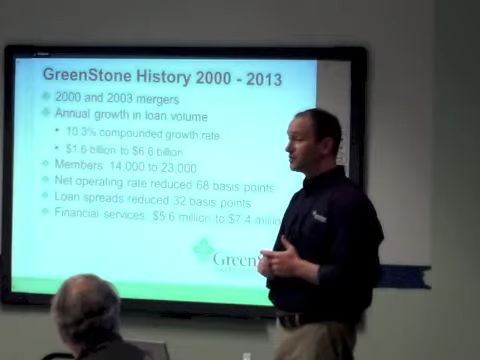 GreenStone History 2000 - 2013
2000 and 2003 mergers
Annual growth in loan volume
10.3% compounded growth rate
$1.6 billion to $6.6 billion
Members 14,000 to 23,000
Net operating rate reduced 68 basis points
Loan spreads reduced 32 basis points
Financial services. $5.6 million to $7.4 million